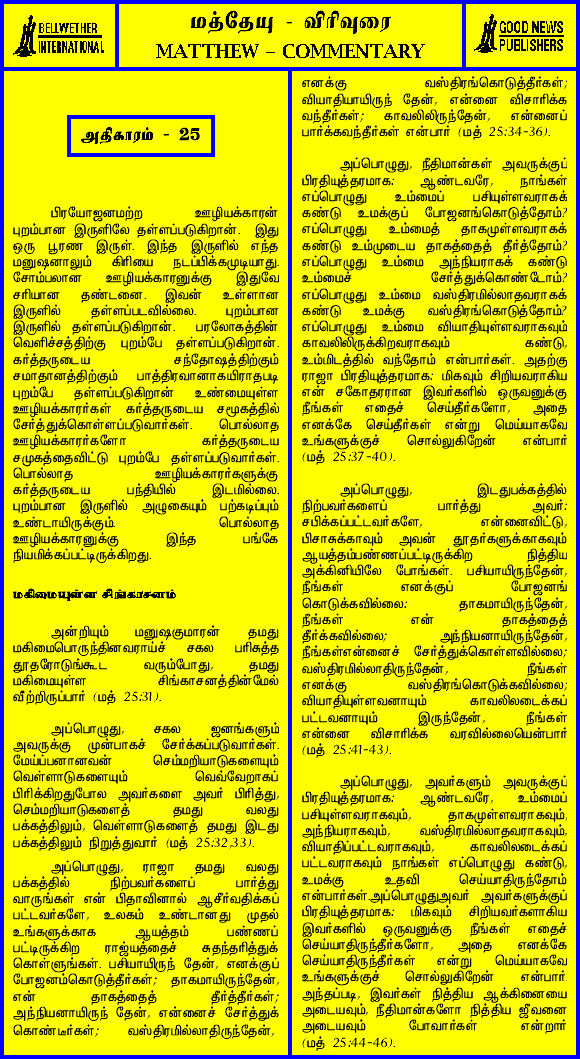 BELLWETHER
INTERNATIONAL
மத்தேயு - விரிவுரை
MATTHEW – COMMENTARY
GOOD NEWS
PUBLISHERS
அதிகாரம் - 25
பிரயோஜனமற்ற ஊழியக்காரன்
புறம்பான இருளிலே தள்ளப்படுகிறான். இது
ஒரு பூரண இருள். இந்த இருளில் எந்த
மனுஷனாலும் கிரியை நடப்பிக்கமுடியாது.
சோம்பலான ஊழியக்காரனுக்கு இதுவே
சரியான தண்டனை. இவன் உள்ளான
இருளில் தள்ளப்படவில்லை. புறம்பான
இருளில் தள்ளப்படுகிறான். பரலோகத்தின்
வெளிச்சத்திற்கு புறம்பே தள்ளப்படுகிறான்.
கர்த்தருடைய சந்தோஷத்திற்கும்
சமாதானத்திற்கும் பாத்திரவானாகயிராதபடி
புறம்பே தள்ளப்படுகிறான் உண்மையுள்ள
ஊழியக்காரர்கள் கர்த்தருடைய சமூகத்தில்
சேர்த்துக்கொள்ளப்படுவார்கள். பொல்லாத
ஊழியக்காரர்களோ கர்த்தருடைய
சமுகத்தைவிட்டு புறம்பே தள்ளப்படுவார்கள்.
பொல்லாத ஊழியக்காரர்களுக்கு
கர்த்தருடைய பந்தியில் இடமில்லை.
புறம்பான இருளில் அழுகையும் பற்கடிப்பும்
உண்டாயிருக்கும். பொல்லாத
ஊழியக்காரனுக்கு இந்த பங்கே
நியமிக்கப்பட்டிருக்கிறது.
மகிமையுள்ள சிங்காசனம்
அன்றியும் மனுஷகுமாரன் தமது
மகிமைபொருந்தினவராய்ச் சகல பரிசுத்த
தூதரோடுங்கூட வரும்போது, தமது
மகிமையுள்ள சிங்காசனத்தின்மேல்
வீற்றிருப்பார் (மத் 25:31).
அப்பொழுது, சகல ஜனங்களும்
அவருக்கு முன்பாகச் சேர்க்கப்படுவார்கள்.
மேய்ப்பனானவன் செம்மறியாடுகளையும்
வெள்ளாடுகளையும் வெவ்வேறாகப்
பிரிக்கிறதுபோல அவர்களை அவர் பிரித்து,
செம்மறியாடுகளைத் தமது வலது
பக்கத்திலும், வெள்ளாடுகளைத் தமது இடது
பக்கத்திலும் நிறுத்துவார் (மத் 25:32,33).
அப்பொழுது, ராஜா தமது வலது
பக்கத்தில் நிற்பவர்களைப் பார்த்து
வாருங்கள் என் பிதாவினால் ஆசீர்வதிக்கப்
பட்டவர்களே, உலகம் உண்டானது முதல்
உங்களுக்காக ஆயத்தம் பண்ணப்
பட்டிருக்கிற ராஜ்யத்தைச் சுதந்தரித்துக்
கொள்ளுங்கள். பசியாயிருந் தேன், எனக்குப்
போஜனம்கொடுத்தீர்கள்; தாகமாயிருந்தேன்,
என் தாகத்தைத் தீர்த்தீர்கள்;
அந்நியனாயிருந் தேன், என்னைச் சேர்த்துக்
கொண்டீர்கள்; வஸ்திரமில்லாதிருந்தேன்,
எனக்கு வஸ்திரங்கொடுத்தீர்கள்;
வியாதியாயிருந் தேன், என்னை விசாரிக்க
வந்தீர்கள்; காவலிலிருந்தேன், என்னைப்
பார்க்கவந்தீர்கள் என்பார் (மத் 25:34-36).
அப்பொழுது, நீதிமான்கள் அவருக்குப்
பிரதியுத்தரமாக: ஆண்டவரே, நாங்கள்
எப்பொழுது உம்மைப் பசியுள்ளவராகக்
கண்டு உமக்குப் போஜனங்கொடுத்தோம்?
எப்பொழுது உம்மைத் தாகமுள்ளவராகக்
கண்டு உம்முடைய தாகத்தைத் தீர்த்தோம்?
எப்பொழுது உம்மை அந்நியராகக் கண்டு
உம்மைச் சேர்த்துக்கொண்டோம்?
எப்பொழுது உம்மை வஸ்திரமில்லாதவராகக்
கண்டு உமக்கு வஸ்திரங்கொடுத்தோம்?
எப்பொழுது உம்மை வியாதியுள்ளவராகவும்
காவலிலிருக்கிறவராகவும் கண்டு,
உம்மிடத்தில் வந்தோம் என்பார்கள். அதற்கு
ராஜா பிரதியுத்தரமாக: மிகவும் சிறியவராகிய
என் சகோதரரான இவர்களில் ஒருவனுக்கு
நீங்கள் எதைச் செய்தீர்களோ, அதை
எனக்கே செய்தீர்கள் என்று மெய்யாகவே
உங்களுக்குச் சொல்லுகிறேன் என்பார்
(மத் 25:37-40).
அப்பொழுது, இடதுபக்கத்தில்
நிற்பவர்களைப் பார்த்து அவர்:
சபிக்கப்பட்டவர்களே, என்னைவிட்டு,
பிசாசுக்காவும் அவன் தூதர்களுக்காகவும்
ஆயத்தம்பண்ணப்பட்டிருக்கிற நித்திய
அக்கினியிலே போங்கள். பசியாயிருந்தேன்,
நீங்கள் எனக்குப் போஜனங்
கொடுக்கவில்லை: தாகமாயிருந்தேன்,
நீங்கள் என் தாகத்தைத்
தீர்க்கவில்லை; அந்நியனாயிருந்தேன்,
நீங்கள்என்னைச் சேர்த்துக்கொள்ளவில்லை;
வஸ்திரமில்லாதிருந்தேன், நீங்கள்
எனக்கு வஸ்திரங்கொடுக்கவில்லை;
வியாதியுள்ளவனாயும் காவலிலடைக்கப்
பட்டவனாயும் இருந்தேன், நீங்கள்
என்னை விசாரிக்க வரவில்லையென்பார்
(மத் 25:41-43).
அப்பொழுது, அவர்களும் அவருக்குப்
பிரதியுத்தரமாக: ஆண்டவரே, உம்மைப்
பசியுள்ளவராகவும், தாகமுள்ளவராகவும்,
அந்நியராகவும், வஸ்திரமில்லாதவராகவும்,
வியாதிப்பட்டவராகவும், காவலிலடைக்கப்
பட்டவராகவும் நாங்கள் எப்பொழுது கண்டு,
உமக்கு உதவி செய்யாதிருந்தோம்
என்பார்கள்.அப்பொழுதுஅவர் அவர்களுக்குப்
பிரதியுத்தரமாக: மிகவும் சிறியவர்களாகிய
இவர்களில் ஒருவனுக்கு நீங்கள் எதைச்
செய்யாதிருந்தீர்களோ, அதை எனக்கே
செய்யாதிருந்தீர்கள் என்று மெய்யாகவே
உங்களுக்குச் சொல்லுகிறேன் என்பார்.
அந்தப்படி, இவர்கள் நித்திய ஆக்கினையை
அடையவும், நீதிமான்களோ நித்திய ஜீவனை
அடையவும் போவார்கள் என்றார்
(மத் 25:44-46).